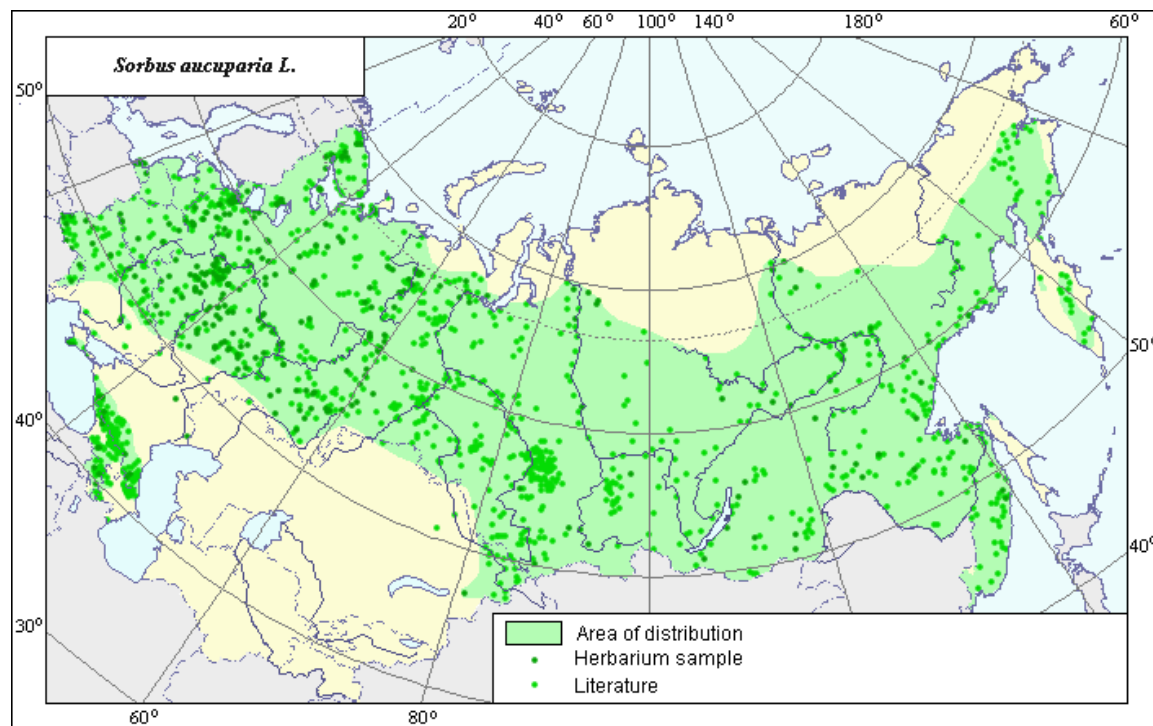 20° 40° 60° 100° 140° 180° 60°
Sorbus aucuparia L.
50°
50°
40°
40°
30°
Area of distribution
Herbarium sample
Literature
60° 80°